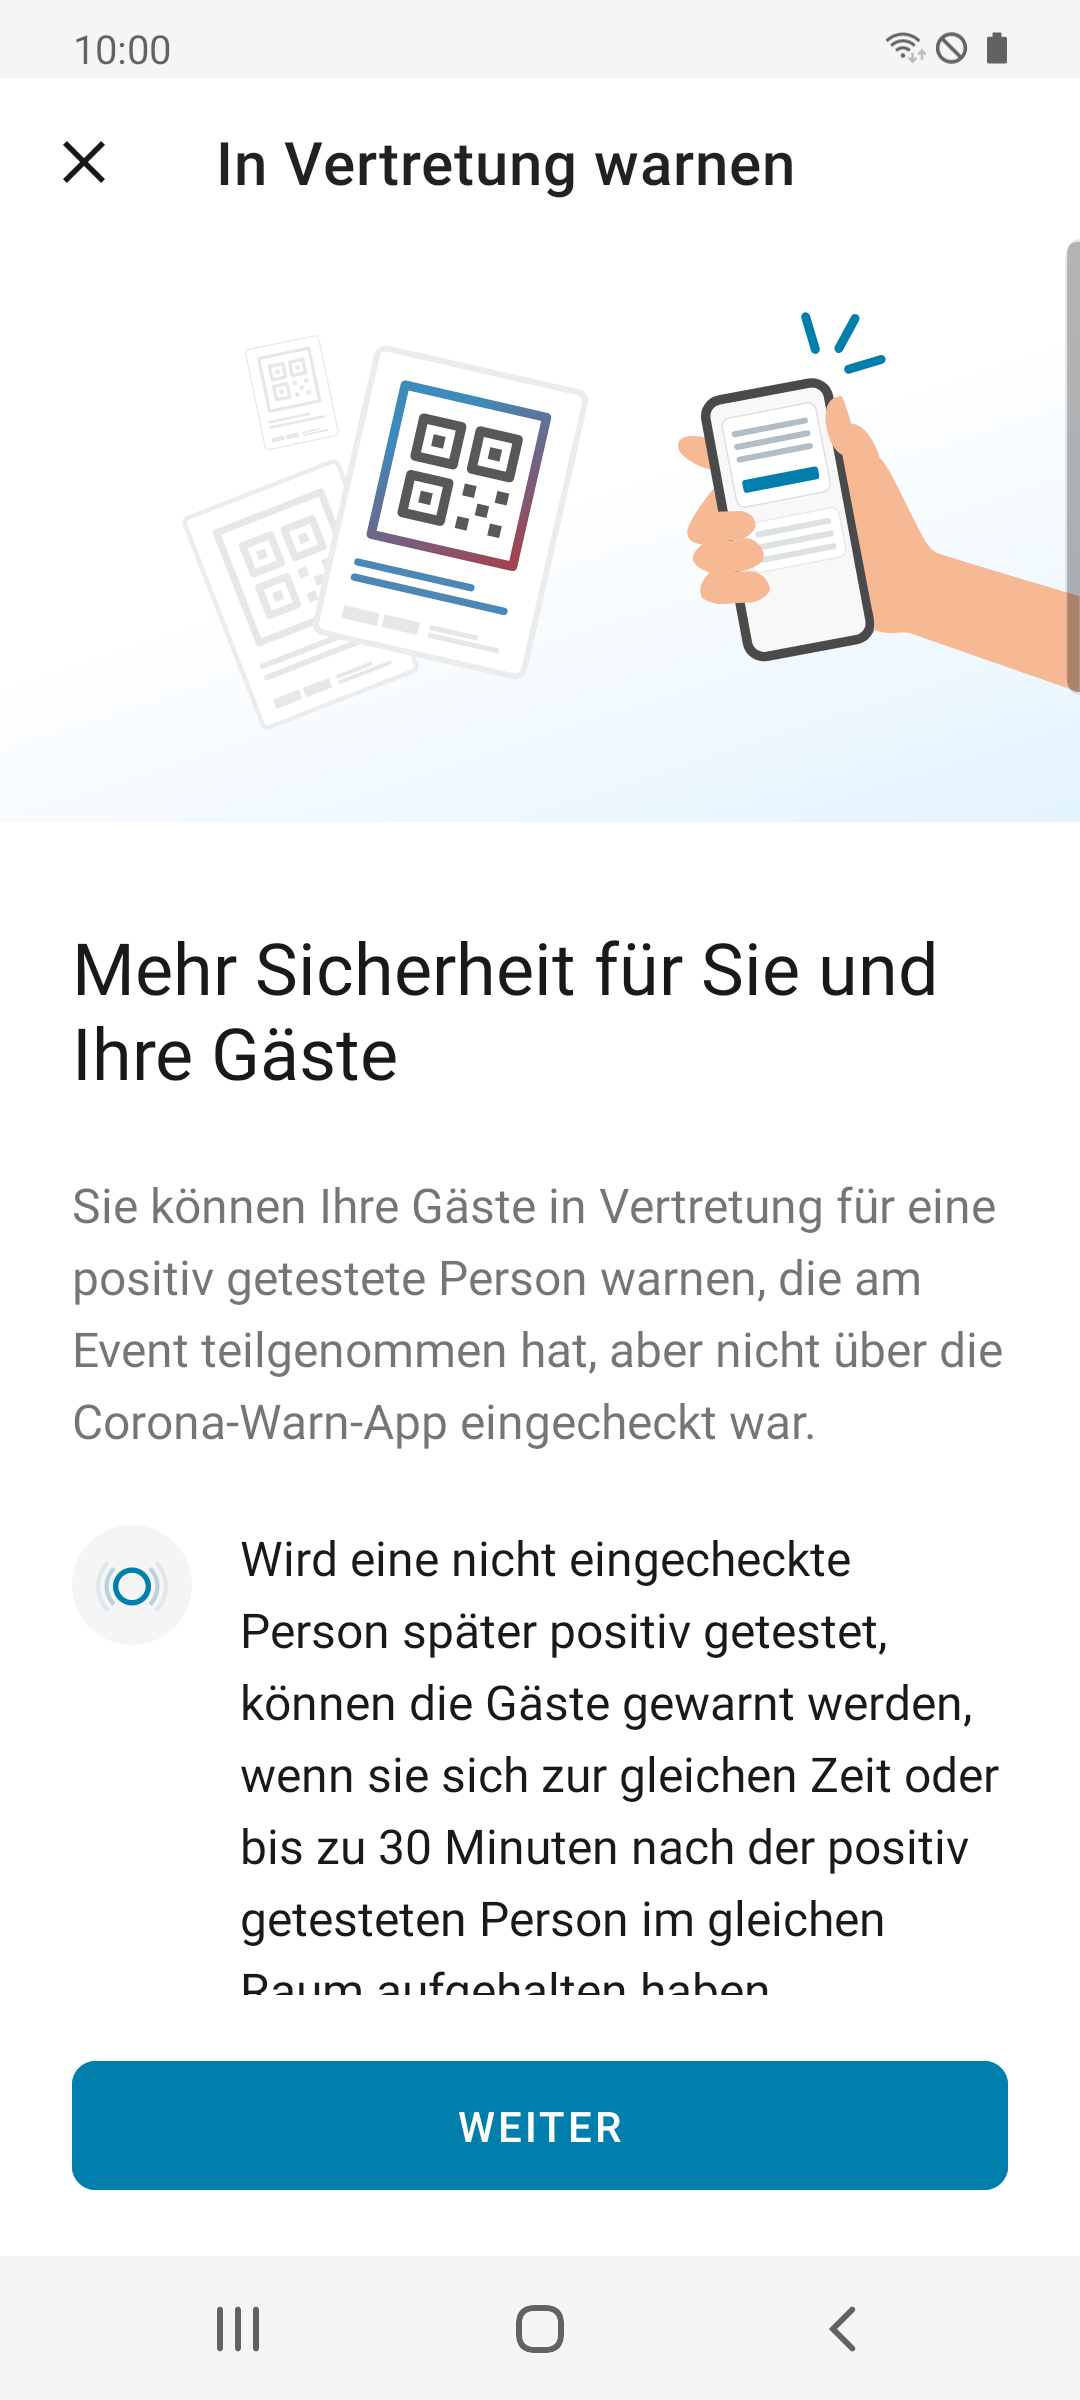 10:00
In Vertretung warnen
Mehr Sicherheit für Sie und
Ihre Gäste
Sie können Ihre Gäste in Vertretung für eine
positiv getestete Person warnen, die am
Event teilgenommen hat, aber nicht über die
Corona-Warn-App eingecheckt war.
Wird eine nicht eingecheckte
Person später positiv getestet,
können die Gäste gewarnt werden,
wenn sie sich zur gleichen Zeit oder
bis zu 30 Minuten nach der positiv
getesteten Person im gleichen
Raum aufgehalten haben
WEITER